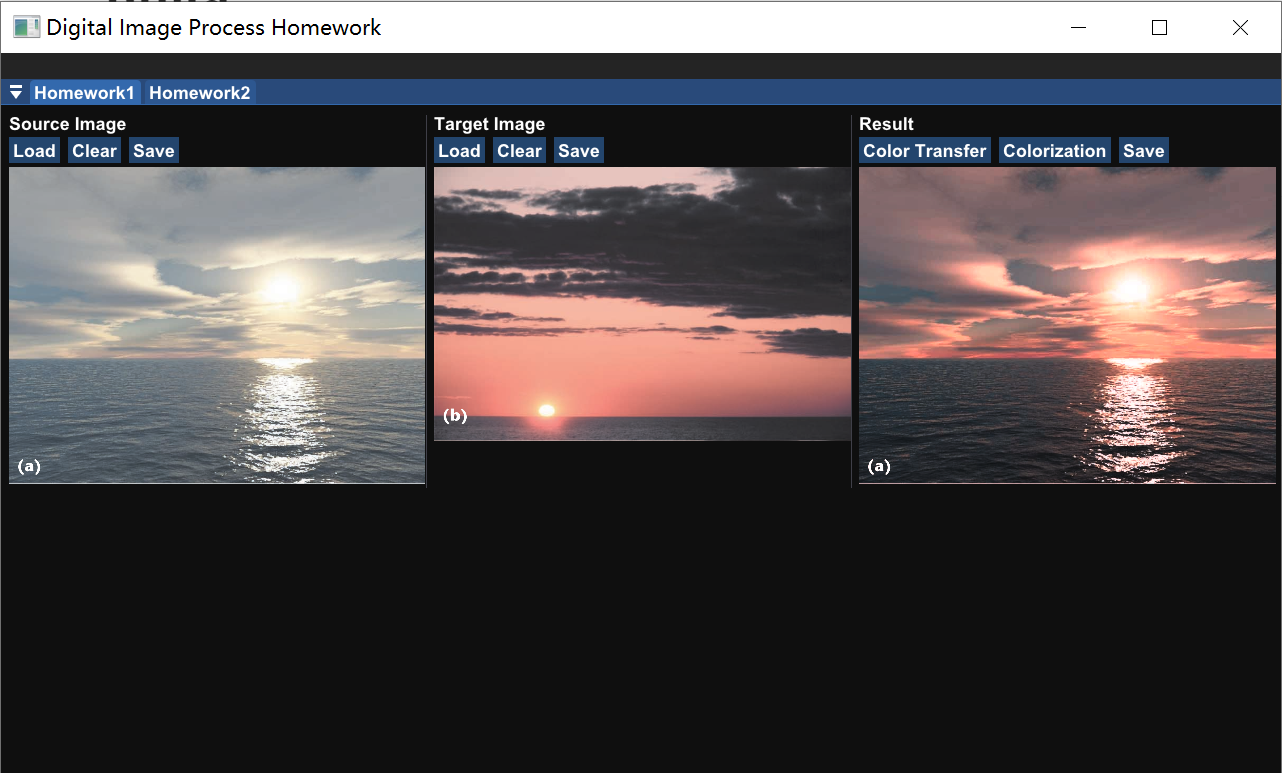 Digital Image Process Homework
Homework1 Homework2
Source Image
Load Clear Save
(a)
Target Image
Load Clear Save
(b)
Result
Color Transfer Colorization Save
(a)